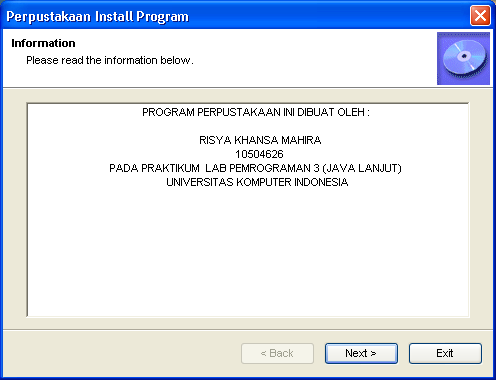 Perpustakaan Install Program
Information
Please read the information below.
PROGRAM PERPUSTAKAAN INI DIBUAT OLEH :
RISYA KHANSA MAHIRA
10504626
PADA PRAKTIKUM LAB PEMROGRAMAN 3 (JAVA LANJUT)
UNIVERSITAS KOMPUTER INDONESIA
< Back
Next >
Exit